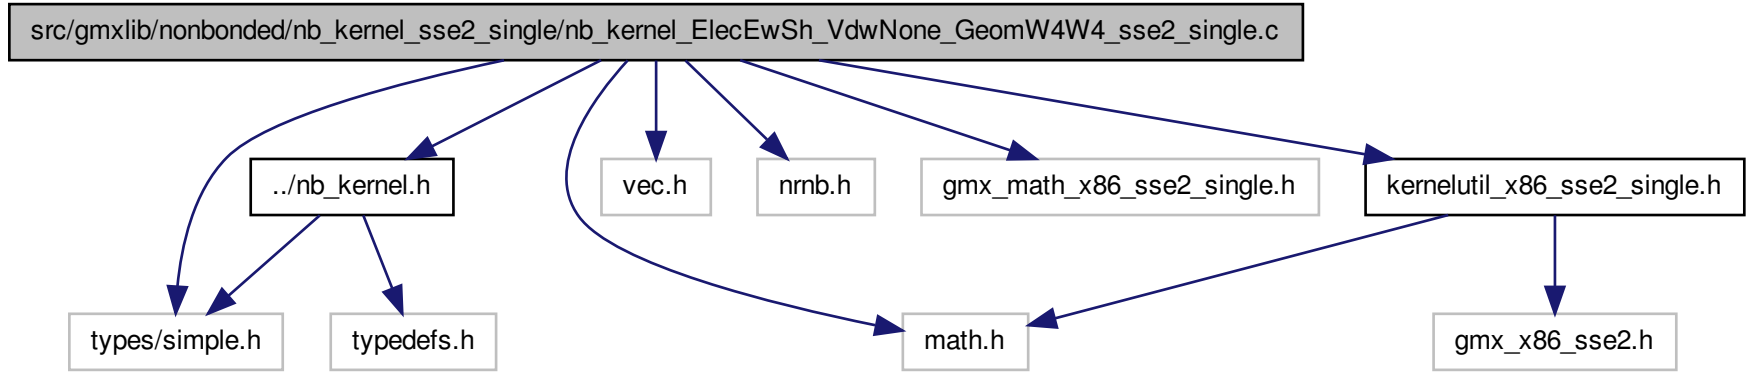 src/gmxlib/nonbonded/nb_kernel_sse2_single/nb_kernel_ElecEwSh_VdwNone_GeomW4W4_sse2_single.c
../nb_kernel.h
vec.h
nrnb.h
gmx_math_x86_sse2_single.h
kernelutil_x86_sse2_single.h
types/simple.h
typedefs.h
math.h
gmx_x86_sse2.h